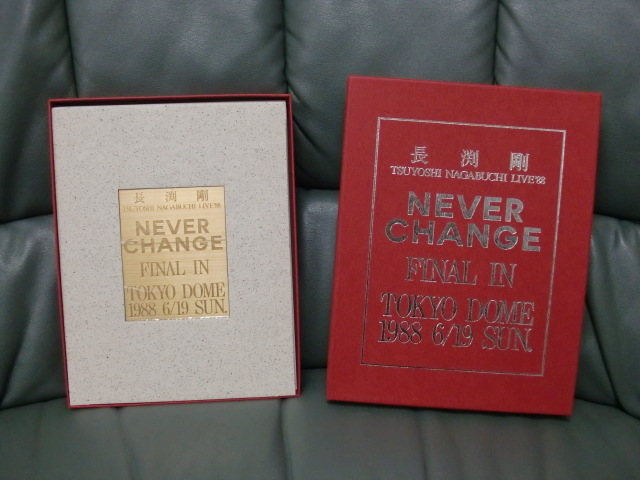 長渕剛
TSUYOSHI NAGABUCHI LIVE'88
NEVER
CHANGE
FINAL IN
TOKYO DOME
1988 6/19 SUN.
長渕剛
TSUYOSHI NAGABUCHI LIVE'88
NEVER
CHANGE
FINAL IN
TOKYO DOME
1988 6/19 SUN.